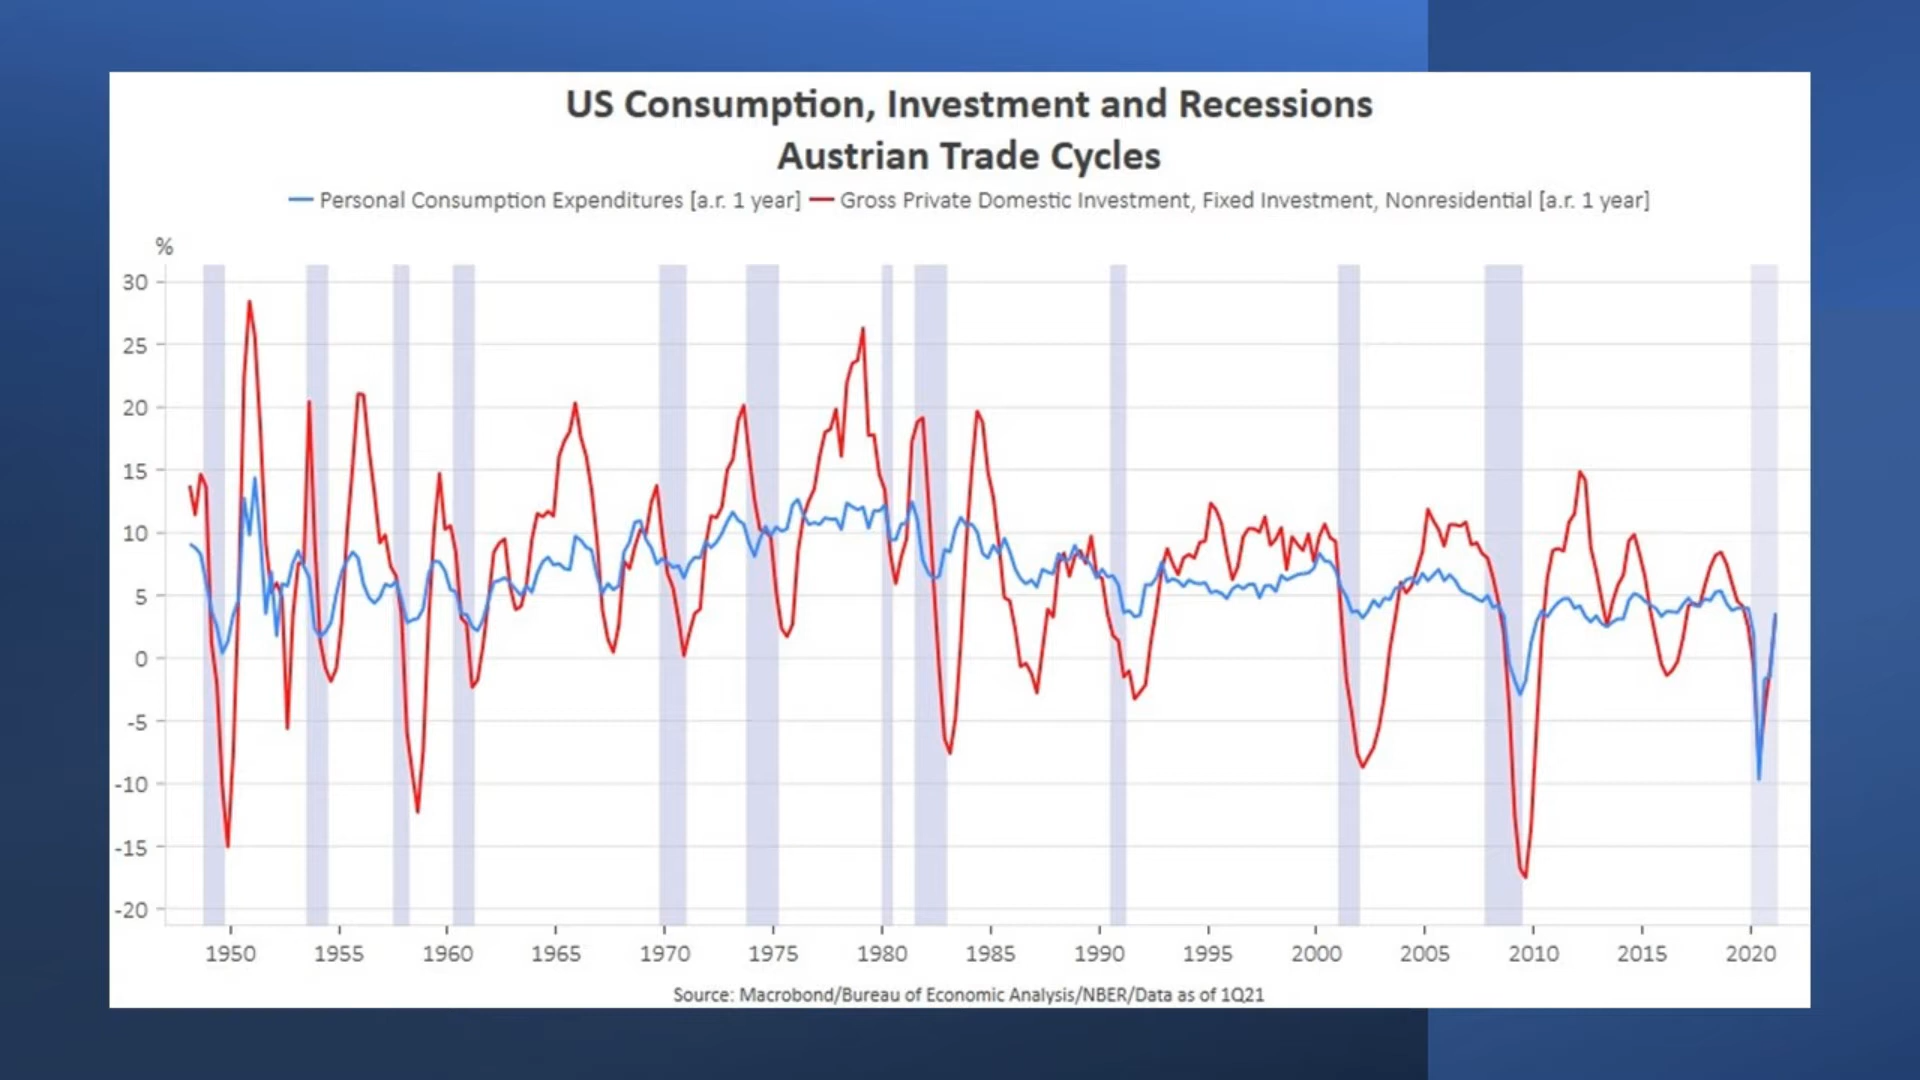 US Consumption, Investment and Recessions
Austrian Trade Cycles
Personal Consumption Expenditures [a.r. 1 year] Gross Private Domestic Investment, Fixed Investment, Nonresidential [a.r. 1 year]
%
30
25
20
15
10
5
0
-5
-10
-15
-20
1950 1955 1960 1965 1970 1975 1980 1985 1990 1995 2000 2005 2010 2015 2020
Source: Macrobond/Bureau of Economic Analysis/NBER/Data as of 1Q21